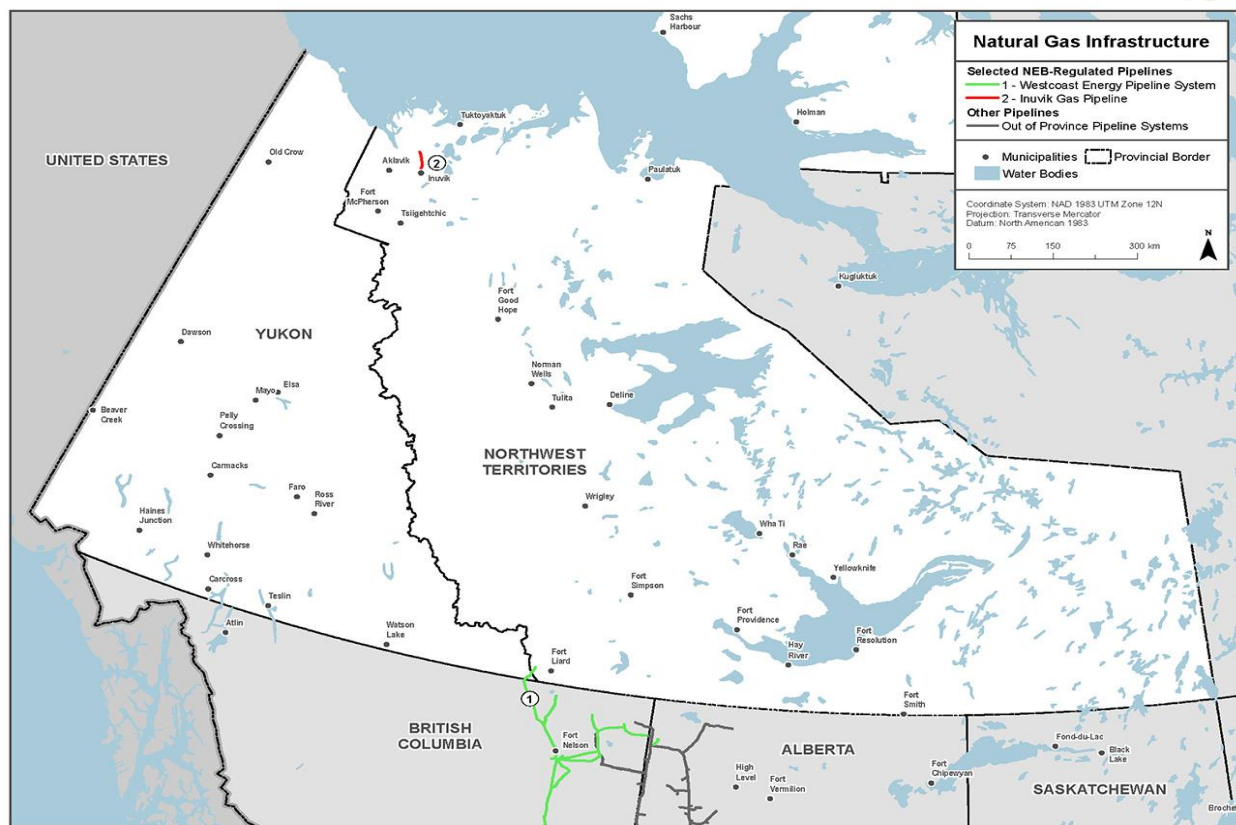 Sachs
Harbour
Natural Gas Infrastructure
Selected NEB-Regulated Pipelines
1 - Westcoast Energy Pipeline System
2 - Inuvik Gas Pipeline
Other Pipelines
Out of Province Pipeline Systems
Municipalities
Provincial Border
Water Bodies
Coordinate System: NAD 1983 UTM Zone 12N
Projection: Transverse Mercator
Datum: North American 1983
0 75 150 300 km
N
UNITED STATES
Old Crow
Tuktoyaktuk
Holman
Aklavik
2
Inuvik
Paulatuk
Fort
McPherson
Tsiigehtchic
Kugluktuk
Fort
Good
Hope
Dawson
YUKON
Norman
Wells
Mayo
Elsa
Tulita
Deline
Beaver
Creek
Pelly
Crossing
NORTHWEST
TERRITORIES
Carmacks
Faro
Ross
River
Wrigley
Haines
Junction
Wha Ti
Rae
Whitehorse
Yellowknife
Carcross
Fort
Simpson
Teslin
Atlin
Fort
Providence
Watson
Lake
Fort
Resolution
Hay
River
Fort
Liard
1
Fort
Smith
BRITISH
COLUMBIA
Fort
Nelson
ALBERTA
Fond-du-Lac
Black
Lake
High
Level
Fort
Vermilion
Fort
Chipewyan
SASKATCHEWAN
Brochet